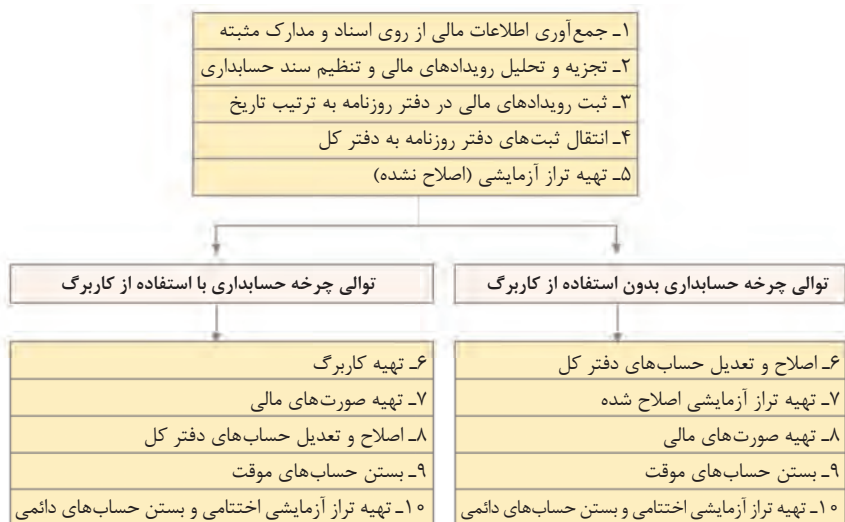 ۱ـ جمع‌آوری اطلاعات مالی از روی اسناد و مدارک مثبته
۲ـ تجزیه و تحلیل رویدادهای مالی و تنظیم سند حسابداری
۳ـ ثبت رویدادهای مالی در دفتر روزنامه به ترتیب تاریخ
۴ـ انتقال ثبت‌های دفتر روزنامه به دفتر کل
۵ـ تهیه تراز آزمایشی (اصلاح نشده)
توالی چرخه حسابداری بدون استفاده از کاربرگ
۶ـ اصلاح و تعدیل حساب‌های دفتر کل
۷ـ تهیه تراز آزمایشی اصلاح شده
۸ـ تهیه صورت‌های مالی
۹ـ بستن حساب‌های موقت
۱۰ـ تهیه تراز آزمایشی اختتامی و بستن حساب‌های دائمی
توالی چرخه حسابداری با استفاده از کاربرگ
۶ـ تهیه کاربرگ
۷ـ تهیه صورت‌های مالی
۸ـ اصلاح و تعدیل حساب‌های دفتر کل
۹ـ بستن حساب‌های موقت
۱۰ـ تهیه تراز آزمایشی اختتامی و بستن حساب‌های دائمی